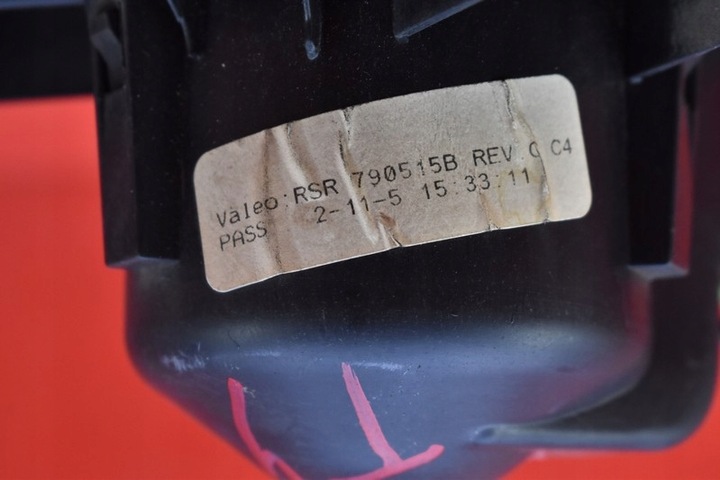 Valeo:RSR 790515B REV C C4
PASS 2-11-5 15:33:11